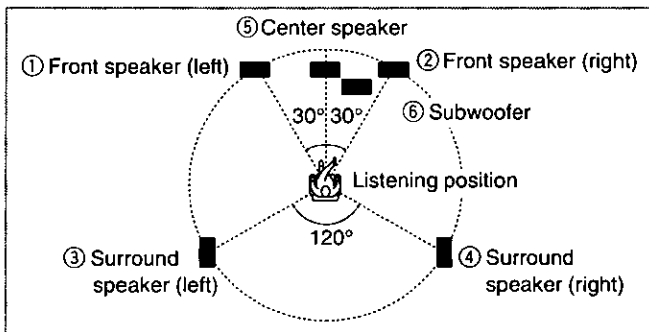 ⑤ Center speaker
① Front speaker (left)
② Front speaker (right)
30° 30°
⑥ Subwoofer
Listening position
120°
③ Surround
speaker (left)
④ Surround
speaker (right)